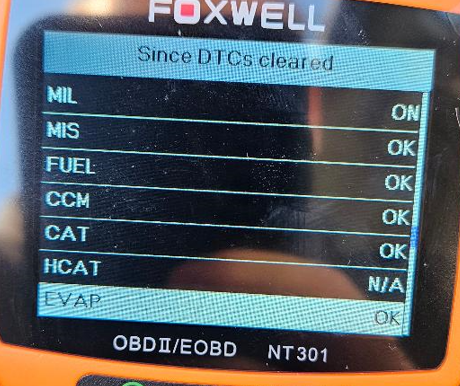 FOXWELL
Since DTCs cleared
MIL ON
MIS OK
FUEL OK
CCM OK
CAT OK
HCAT N/A
EVAP OK
OBDII/EOBD NT301